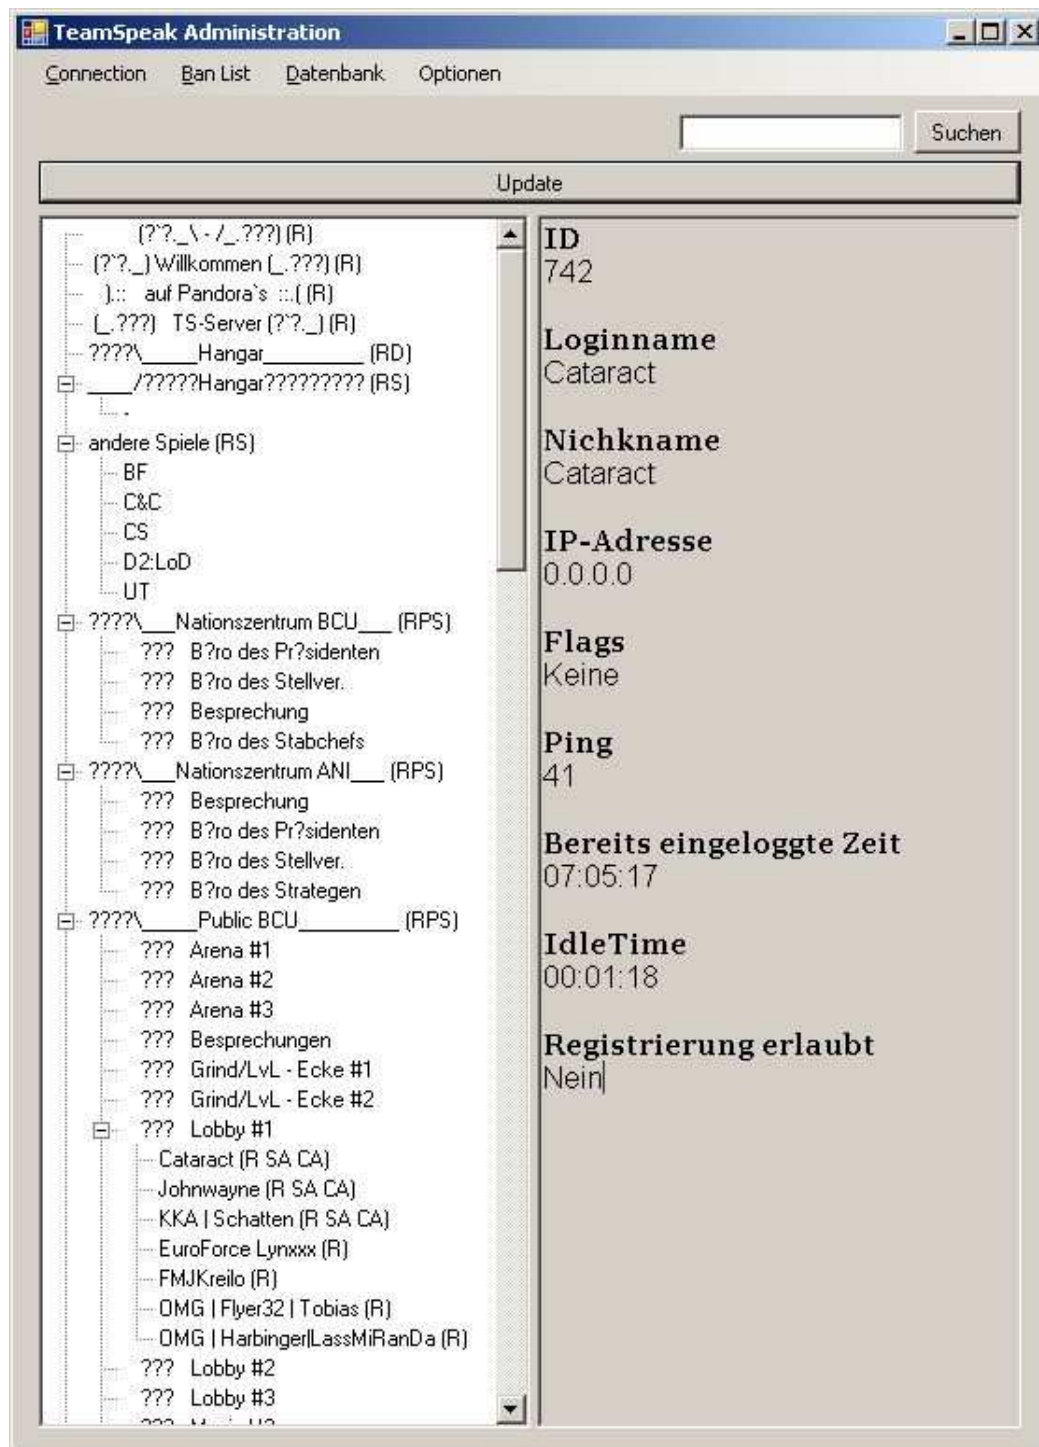 TeamSpeak Administration
Connection Ban List Datenbank Optionen
Suchen
Update
(?`?._\ - /_.???) (R)
(?`?._) Willkommen (_.???) (R)
).:: auf Pandora`s ::.( (R)
(_.???) TS-Server (?`?._) (R)
????\_____Hangar_________ (RD)
____/?????Hangar????????? (RS)
.
andere Spiele (RS)
BF
C&C
CS
D2:LoD
UT
????\___Nationszentrum BCU___ (RPS)
??? B?ro des Pr?sidenten
??? B?ro des Stellver.
??? Besprechung
??? B?ro des Stabchefs
????\___Nationszentrum ANI___ (RPS)
??? Besprechung
??? B?ro des Pr?sidenten
??? B?ro des Stellver.
??? B?ro des Strategen
????\_____Public BCU_________ (RPS)
??? Arena #1
??? Arena #2
??? Arena #3
??? Besprechungen
??? Grind/LvL - Ecke #1
??? Grind/LvL - Ecke #2
??? Lobby #1
Cataract (R SA CA)
Johnwayne (R SA CA)
KKA | Schatten (R SA CA)
EuroForce Lynxxx (R)
FMJKreilo (R)
OMG | Flyer32 | Tobias (R)
OMG | Harbinger|LassMiRanDa (R)
??? Lobby #2
??? Lobby #3
ID
742
Loginname
Cataract
Nichkname
Cataract
IP-Adresse
0.0.0.0
Flags
Keine
Ping
41
Bereits eingeloggte Zeit
07:05:17
IdleTime
00:01:18
Registrierung erlaubt
Nein